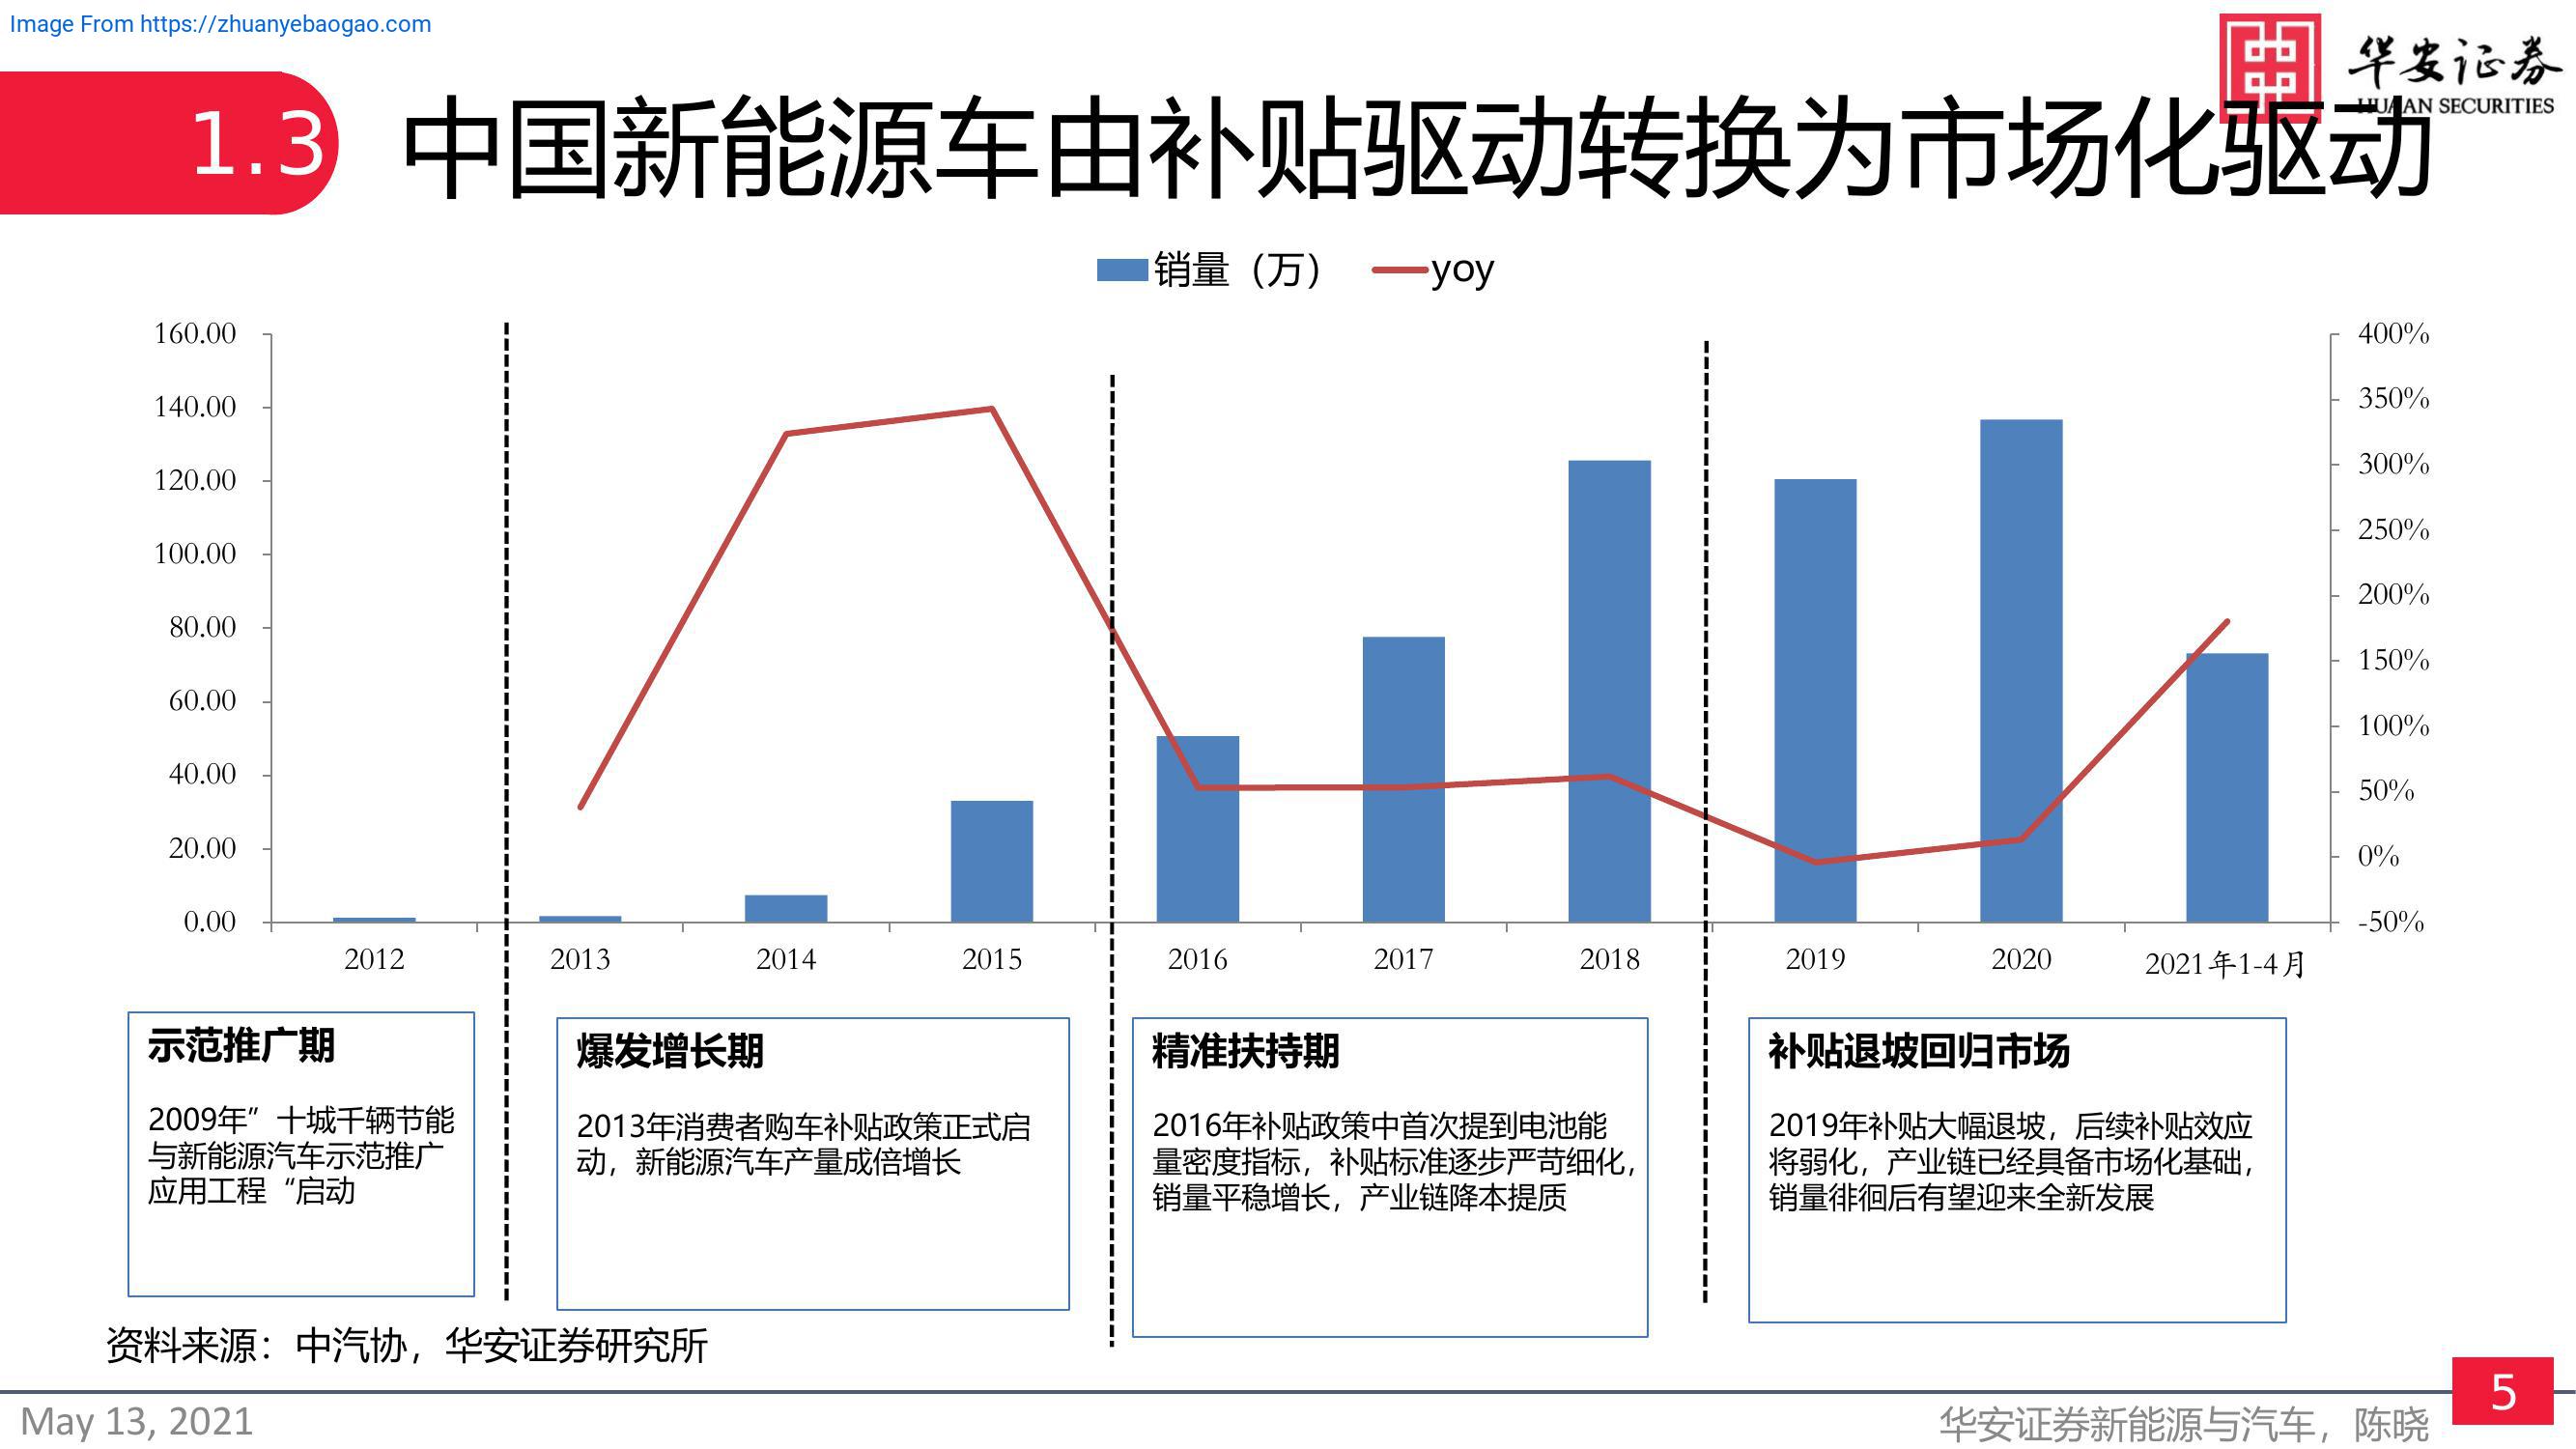 Image From https://zhuanyebaogao.com
华安证券
HUAAN SECURITIES
1.3 中国新能源车由补贴驱动转换为市场化驱动
销量（万） yoy
160.00
140.00
120.00
100.00
80.00
60.00
40.00
20.00
0.00
400%
350%
300%
250%
200%
150%
100%
50%
0%
-50%
2012 2013 2014 2015 2016 2017 2018 2019 2020 2021年1-4月
示范推广期
2009年”十城千辆节能
与新能源汽车示范推广
应用工程“启动
爆发增长期
2013年消费者购车补贴政策正式启
动，新能源汽车产量成倍增长
精准扶持期
2016年补贴政策中首次提到电池能
量密度指标，补贴标准逐步严苛细化，
销量平稳增长，产业链降本提质
补贴退坡回归市场
2019年补贴大幅退坡，后续补贴效应
将弱化，产业链已经具备市场化基础，
销量徘徊后有望迎来全新发展
资料来源：中汽协，华安证券研究所
May 13, 2021
华安证券新能源与汽车，陈晓
5